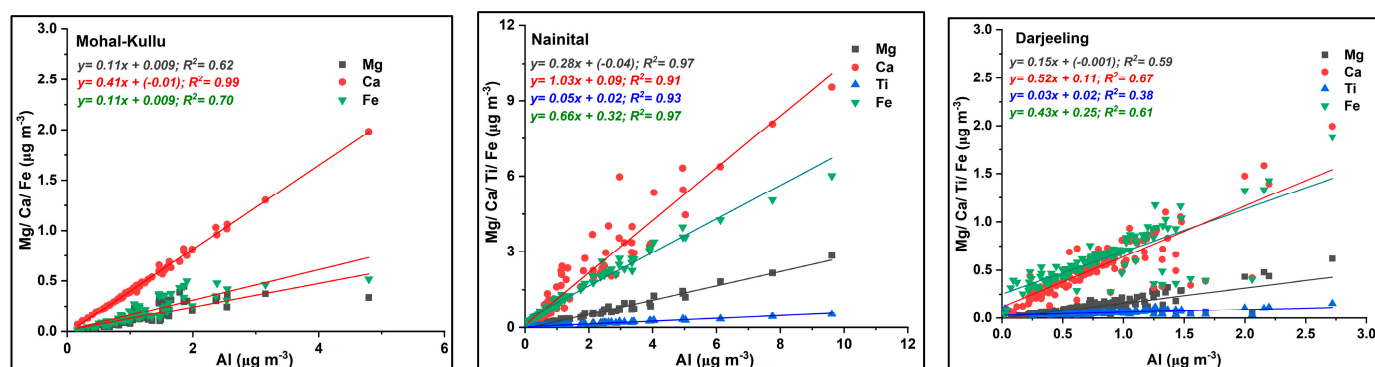 Mohal-Kullu
y= 0.11x + 0.009; R²= 0.62
y= 0.41x + (-0.01); R²= 0.99
y= 0.11x + 0.009; R²= 0.70
Mg
Ca
Fe
3.0
2.5
2.0
1.5
1.0
0.5
0.0
Mg/ Ca/ Fe (µg m⁻³)
0
2
4
6
Al (µg m⁻³)
Nainital
y= 0.28x + (-0.04); R²= 0.97
y= 1.03x + 0.09; R²= 0.91
y= 0.05x + 0.02; R²= 0.93
y= 0.66x + 0.32; R²= 0.97
Mg
Ca
Ti
Fe
12
9
6
3
0
Mg/ Ca/ Ti/ Fe (µg m⁻³)
0
2
4
6
8
10
12
Al (µg m⁻³)
Darjeeling
y= 0.15x + (-0.001); R²= 0.59
y= 0.52x + 0.11; R²= 0.67
y= 0.03x + 0.02; R²= 0.38
y= 0.43x + 0.25; R²= 0.61
Mg
Ca
Ti
Fe
3.0
2.5
2.0
1.5
1.0
0.5
0.0
Mg/ Ca/ Ti/ Fe (µg m⁻³)
0.0
0.5
1.0
1.5
2.0
2.5
3.0
Al (µg m⁻³)